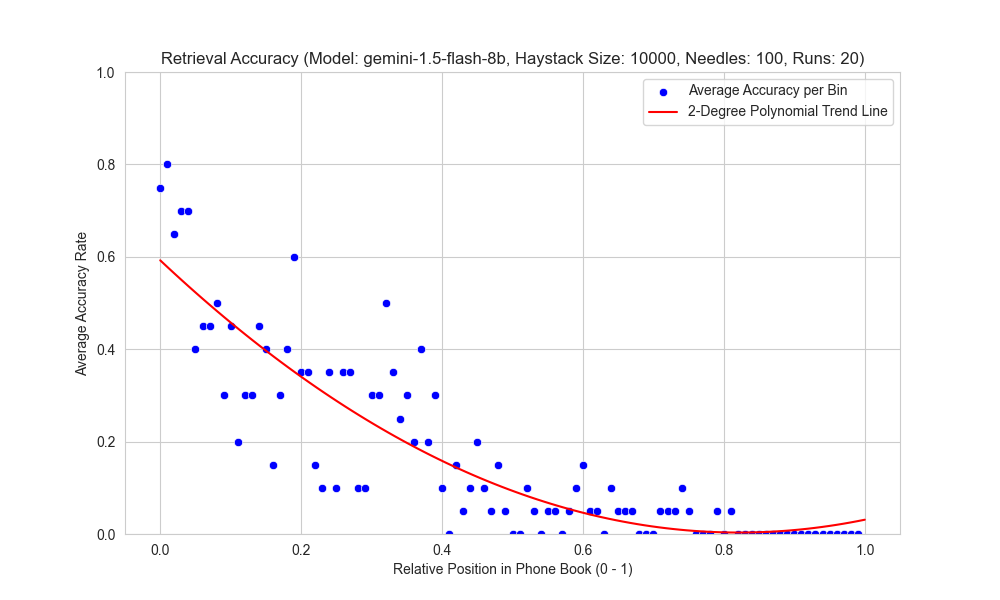 Retrieval Accuracy (Model: gemini-1.5-flash-8b, Haystack Size: 10000, Needles: 100, Runs: 20)
Average Accuracy per Bin
2-Degree Polynomial Trend Line
Average Accuracy Rate
1.0
0.8
0.6
0.4
0.2
0.0
0.0 0.2 0.4 0.6 0.8 1.0
Relative Position in Phone Book (0 - 1)